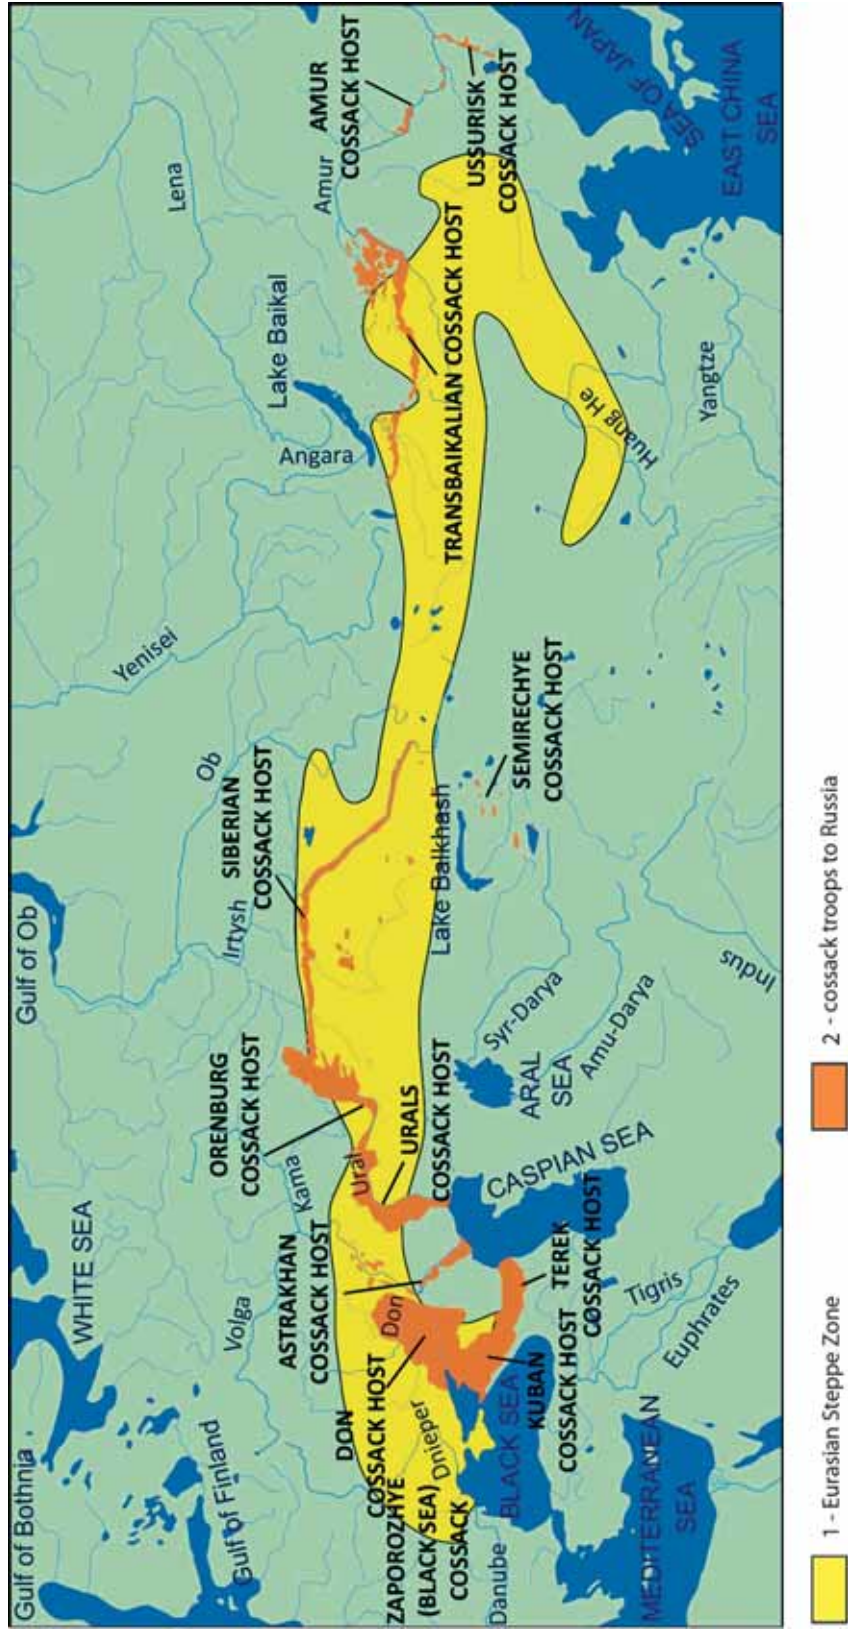 Gulf of Bothnia
WHITE SEA
Gulf of Ob
Gulf of Finland
Volga
Kama
Irtysh
Ob
Yenisei
Angara
Lake Baikal
Lena
Amur
AMUR
COSSACK HOST
USSURISK
COSSACK HOST
SEA OF JAPAN
EAST CHINA
SEA
ORENBURG
COSSACK HOST
SIBERIAN
COSSACK HOST
ASTRAKHAN
COSSACK HOST
Ural
URALS
COSSACK HOST
DON
COSSACK HOST
Don
Dnieper
ZAPOROZHYE
(BLACK SEA)
COSSACK
Danube
BLACK SEA
KUBAN
COSSACK HOST
TEREK
COSSACK HOST
CASPIAN SEA
ARAL
SEA
Syr-Darya
Amu-Darya
Lake Balkhash
SEMIRECHYE
COSSACK HOST
TRANSBAIKALIAN COSSACK HOST
Huang He
Yangtze
Indus
Tigris
Euphrates
MEDITERRANEAN
SEA
1 - Eurasian Steppe Zone
2 - cossack troops to Russia